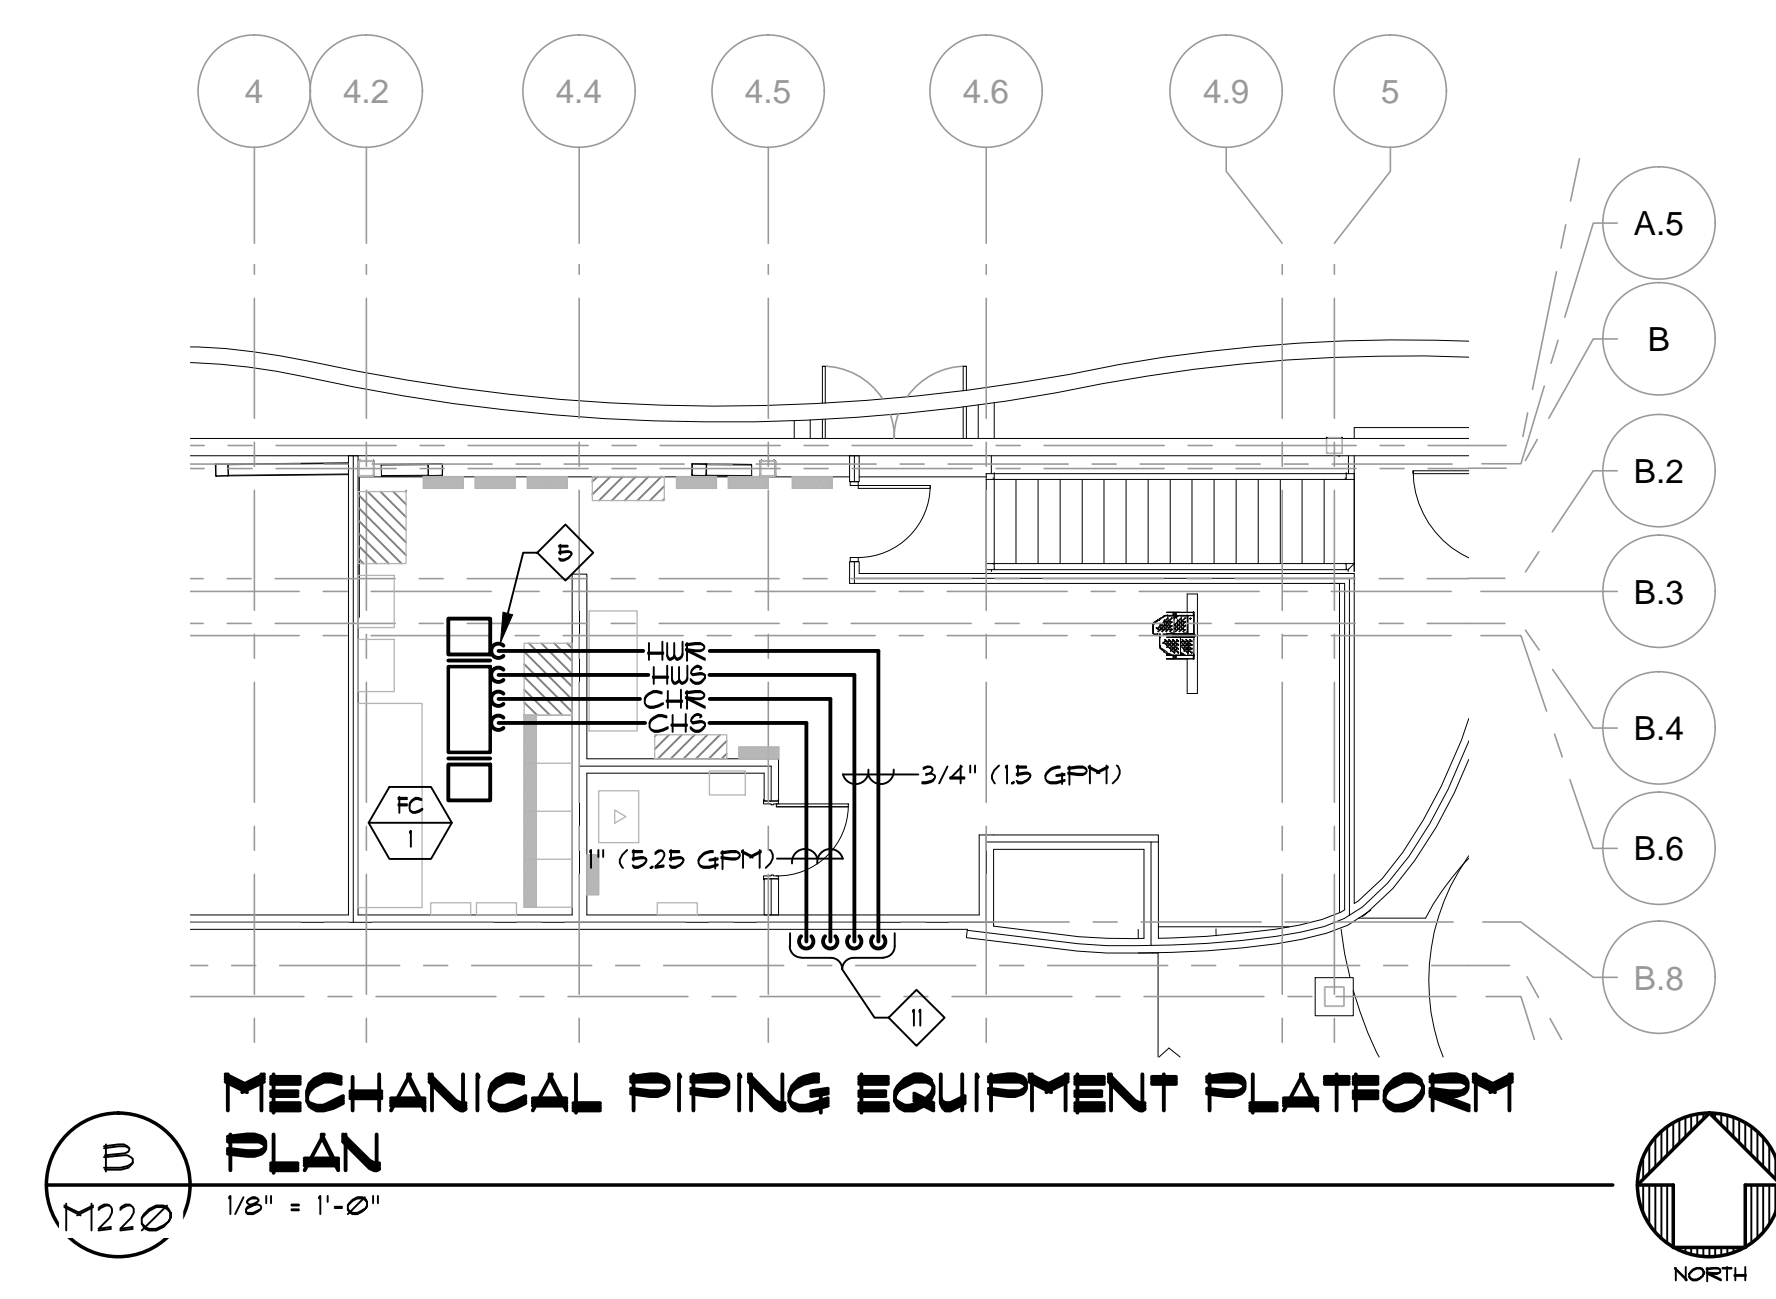 4 4.2 4.4 4.5 4.6 4.9 5
A.5
B
B.2
5
B.3
HWR
HWS
CHR
CHS
B.4
3/4" (1.5 GPM)
FC
1
B.6
1" (5.25 GPM)
B.8
11
MECHANICAL PIPING EQUIPMENT PLATFORM
PLAN
B
M220
1/8" = 1'-0"
NORTH